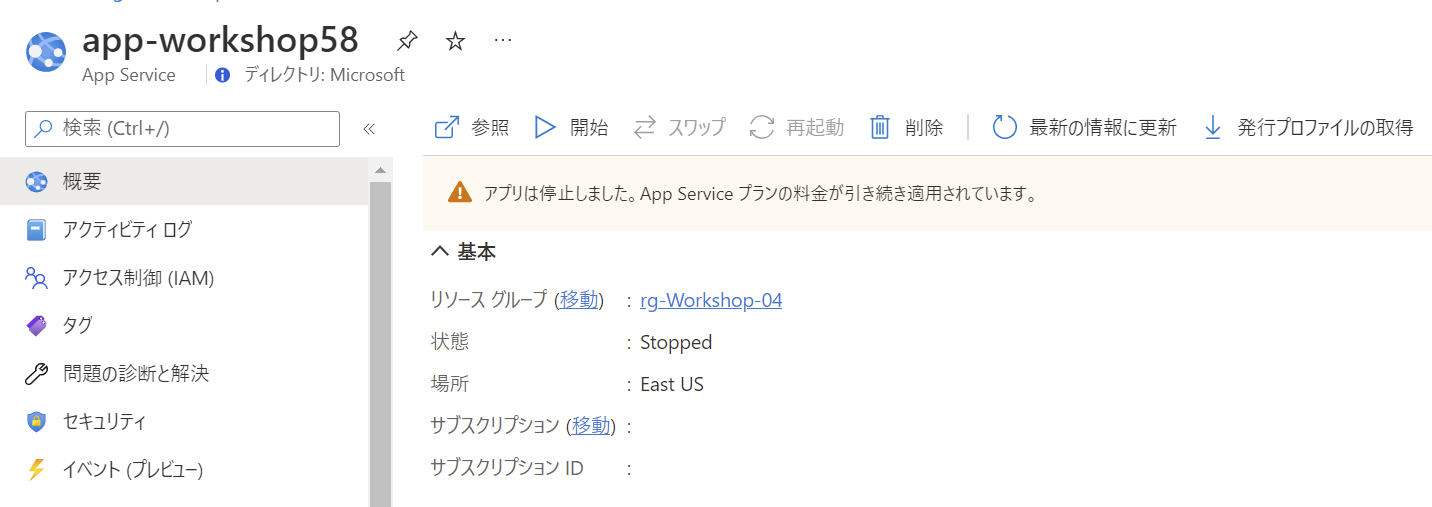 app-workshop58 ...
App Service ディレクトリ: Microsoft
検索 (Ctrl+/) «
参照 開始 スワップ 再起動 削除 最新の情報に更新 発行プロファイルの取得
概要
アクティビティ ログ
アクセス制御 (IAM)
タグ
問題の診断と解決
セキュリティ
イベント (プレビュー)
アプリは停止しました。App Service プランの料金が引き続き適用されています。
基本
リソース グループ (移動) : rg-Workshop-04
状態 : Stopped
場所 : East US
サブスクリプション (移動) :
サブスクリプション ID :